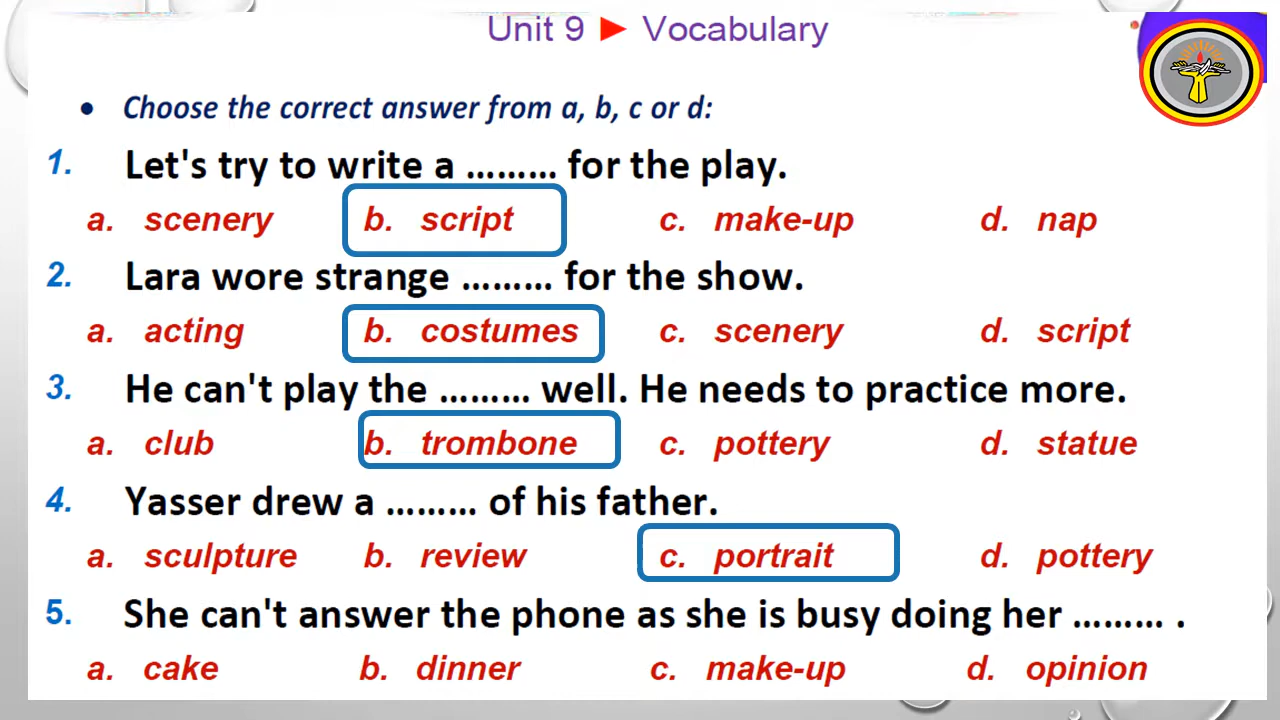 Unit 9 ► Vocabulary
• Choose the correct answer from a, b, c or d:
1. Let's try to write a ……… for the play.
a. scenery b. script c. make-up d. nap
2. Lara wore strange ……… for the show.
a. acting b. costumes c. scenery d. script
3. He can't play the ……… well. He needs to practice more.
a. club b. trombone c. pottery d. statue
4. Yasser drew a ……… of his father.
a. sculpture b. review c. portrait d. pottery
5. She can't answer the phone as she is busy doing her ……… .
a. cake b. dinner c. make-up d. opinion